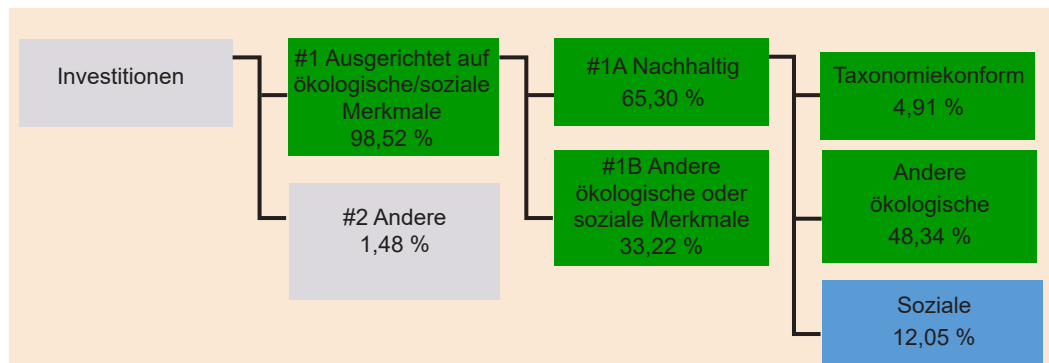 Investitionen
#1 Ausgerichtet auf
ökologische/soziale
Merkmale
98,52 %
#2 Andere
1,48 %
#1A Nachhaltig
65,30 %
#1B Andere
ökologische oder
soziale Merkmale
33,22 %
Taxonomiekonform
4,91 %
Andere
ökologische
48,34 %
Soziale
12,05 %